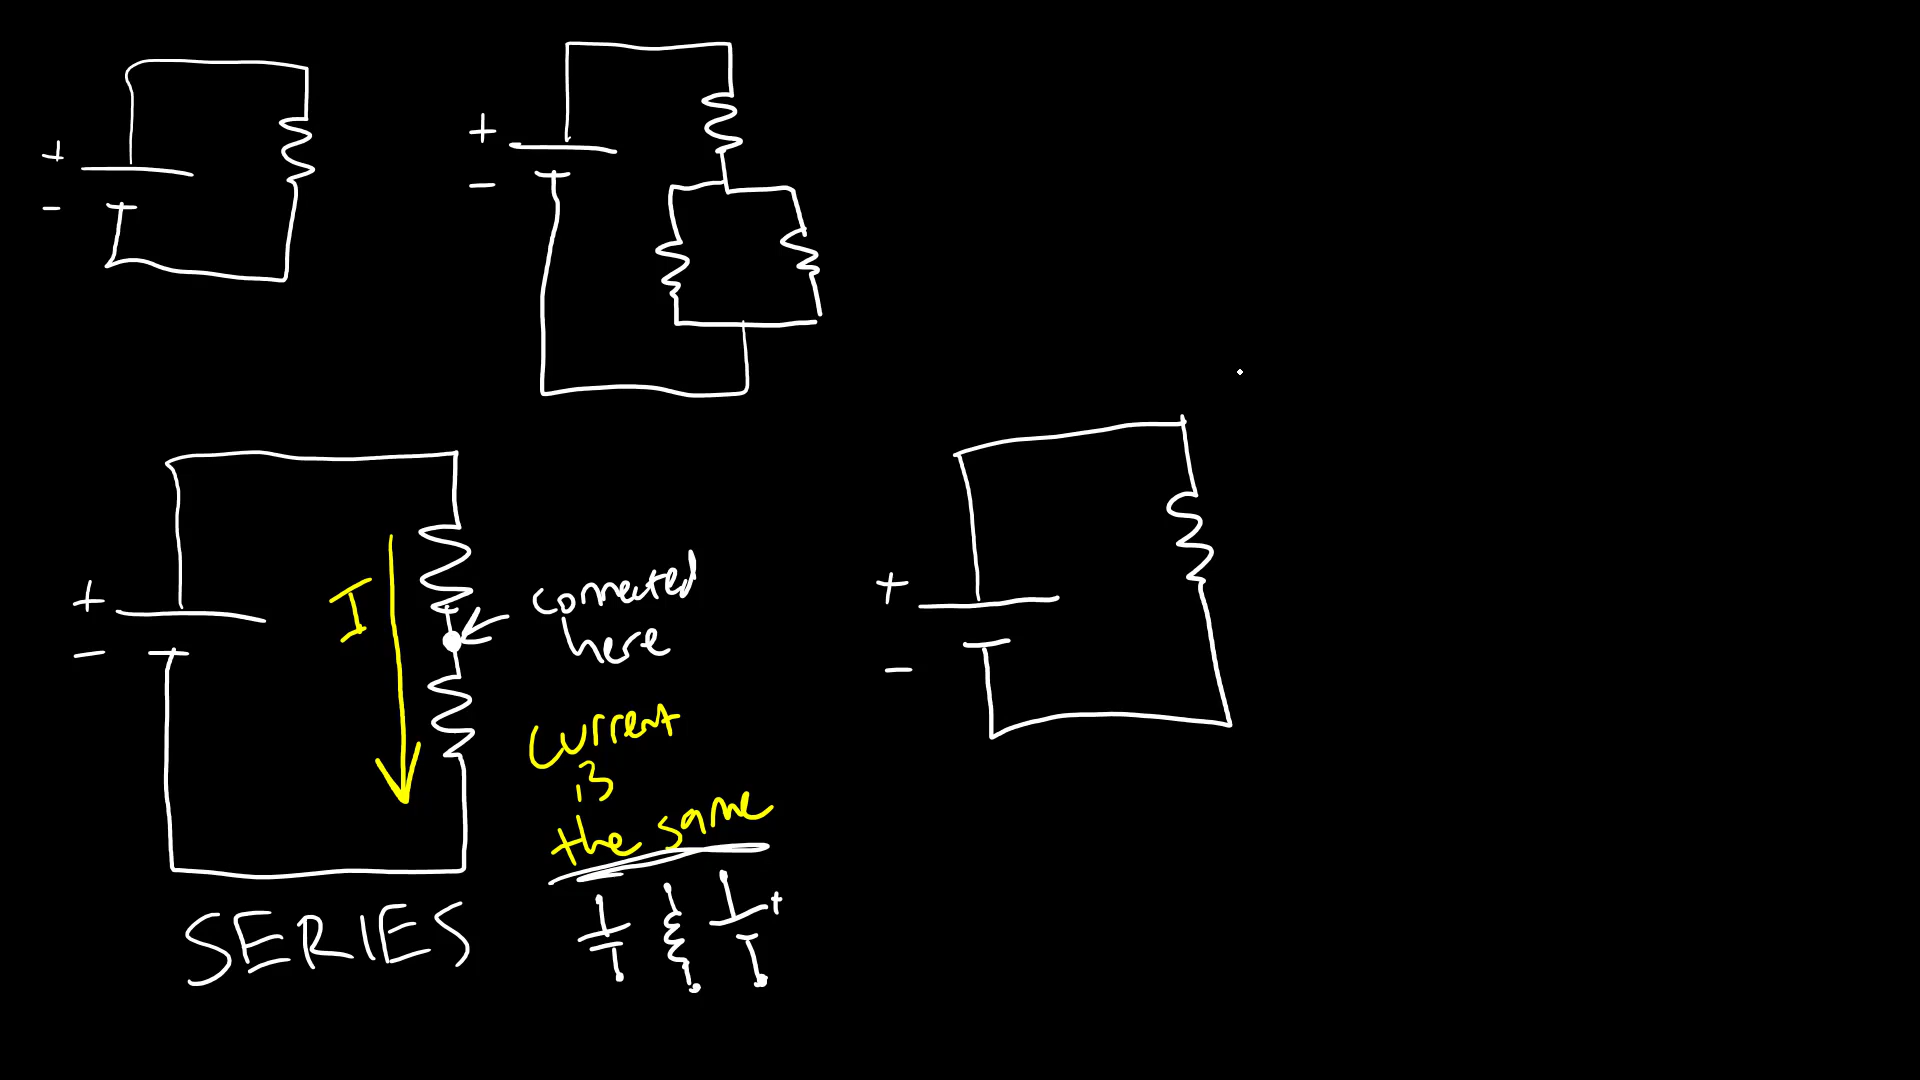 +
-
+
-
+
-
I
connected
here
current
is
the same
+
SERIES
+
-